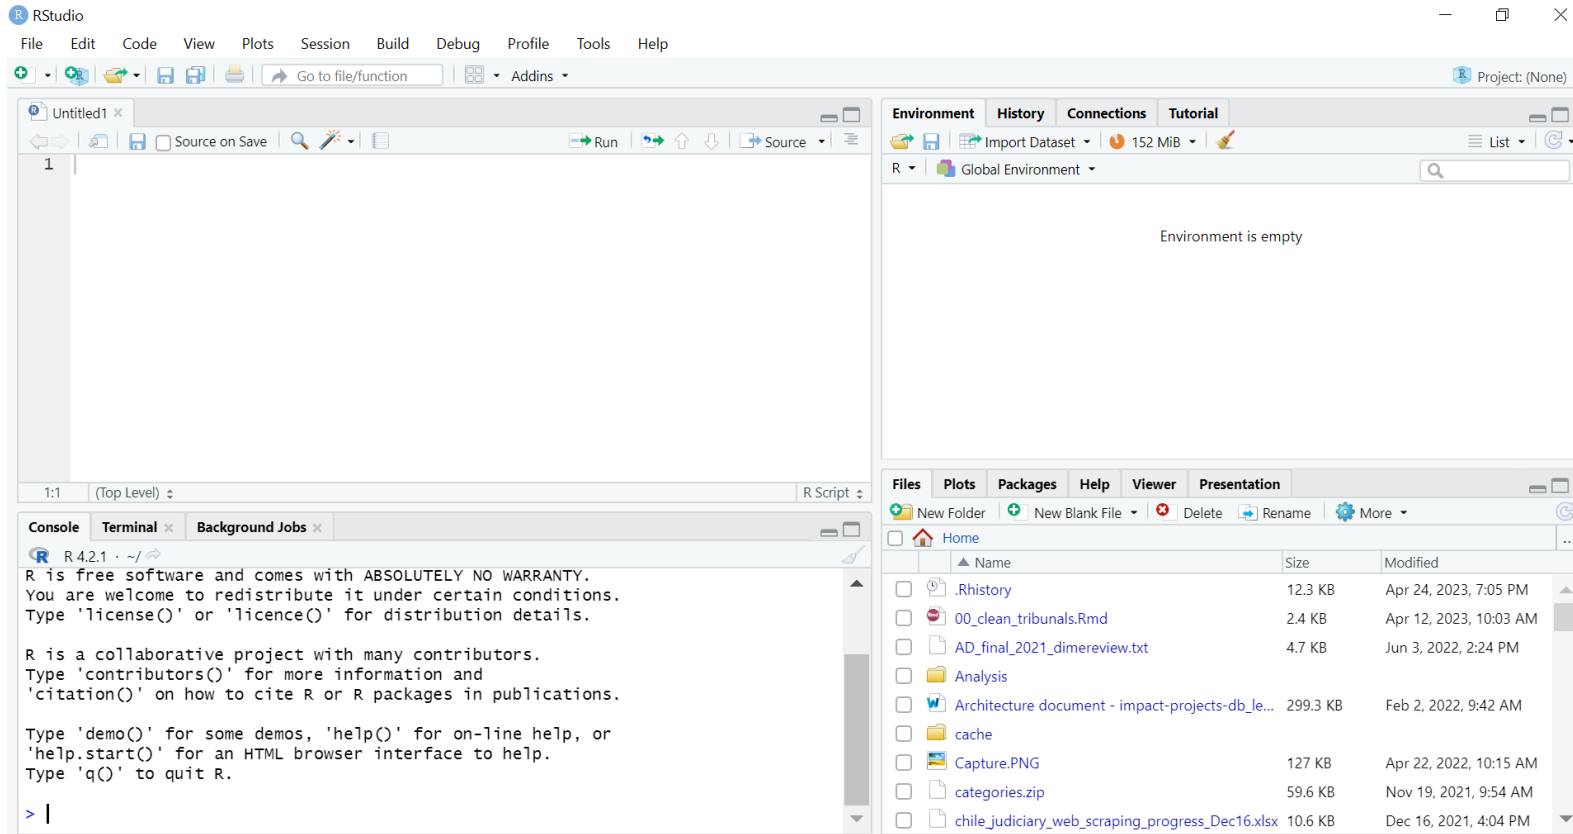 RStudio
File Edit Code View Plots Session Build Debug Profile Tools Help
Go to file/function Addins Project: (None)
Untitled1
Source on Save Run Source
1
1:1 (Top Level) R Script
Console Terminal Background Jobs
R 4.2.1 · ~/
R is free software and comes with ABSOLUTELY NO WARRANTY.
You are welcome to redistribute it under certain conditions.
Type 'license()' or 'licence()' for distribution details.
R is a collaborative project with many contributors.
Type 'contributors()' for more information and
'citation()' on how to cite R or R packages in publications.
Type 'demo()' for some demos, 'help()' for on-line help, or
'help.start()' for an HTML browser interface to help.
Type 'q()' to quit R.
>
Environment History Connections Tutorial
Import Dataset 152 MiB List
R Global Environment
Environment is empty
Files Plots Packages Help Viewer Presentation
New Folder New Blank File Delete Rename More
Home ...
Name Size Modified
.Rhistory 12.3 KB Apr 24, 2023, 7:05 PM
00_clean_tribunals.Rmd 2.4 KB Apr 12, 2023, 10:03 AM
AD_final_2021_dimereview.txt 4.7 KB Jun 3, 2022, 2:24 PM
Analysis
Architecture document - impact-projects-db_le... 299.3 KB Feb 2, 2022, 9:42 AM
cache
Capture.PNG 127 KB Apr 22, 2022, 10:15 AM
categories.zip 59.6 KB Nov 19, 2021, 9:54 AM
chile_judiciary_web_scraping_progress_Dec16.xlsx 10.6 KB Dec 16, 2021, 4:04 PM